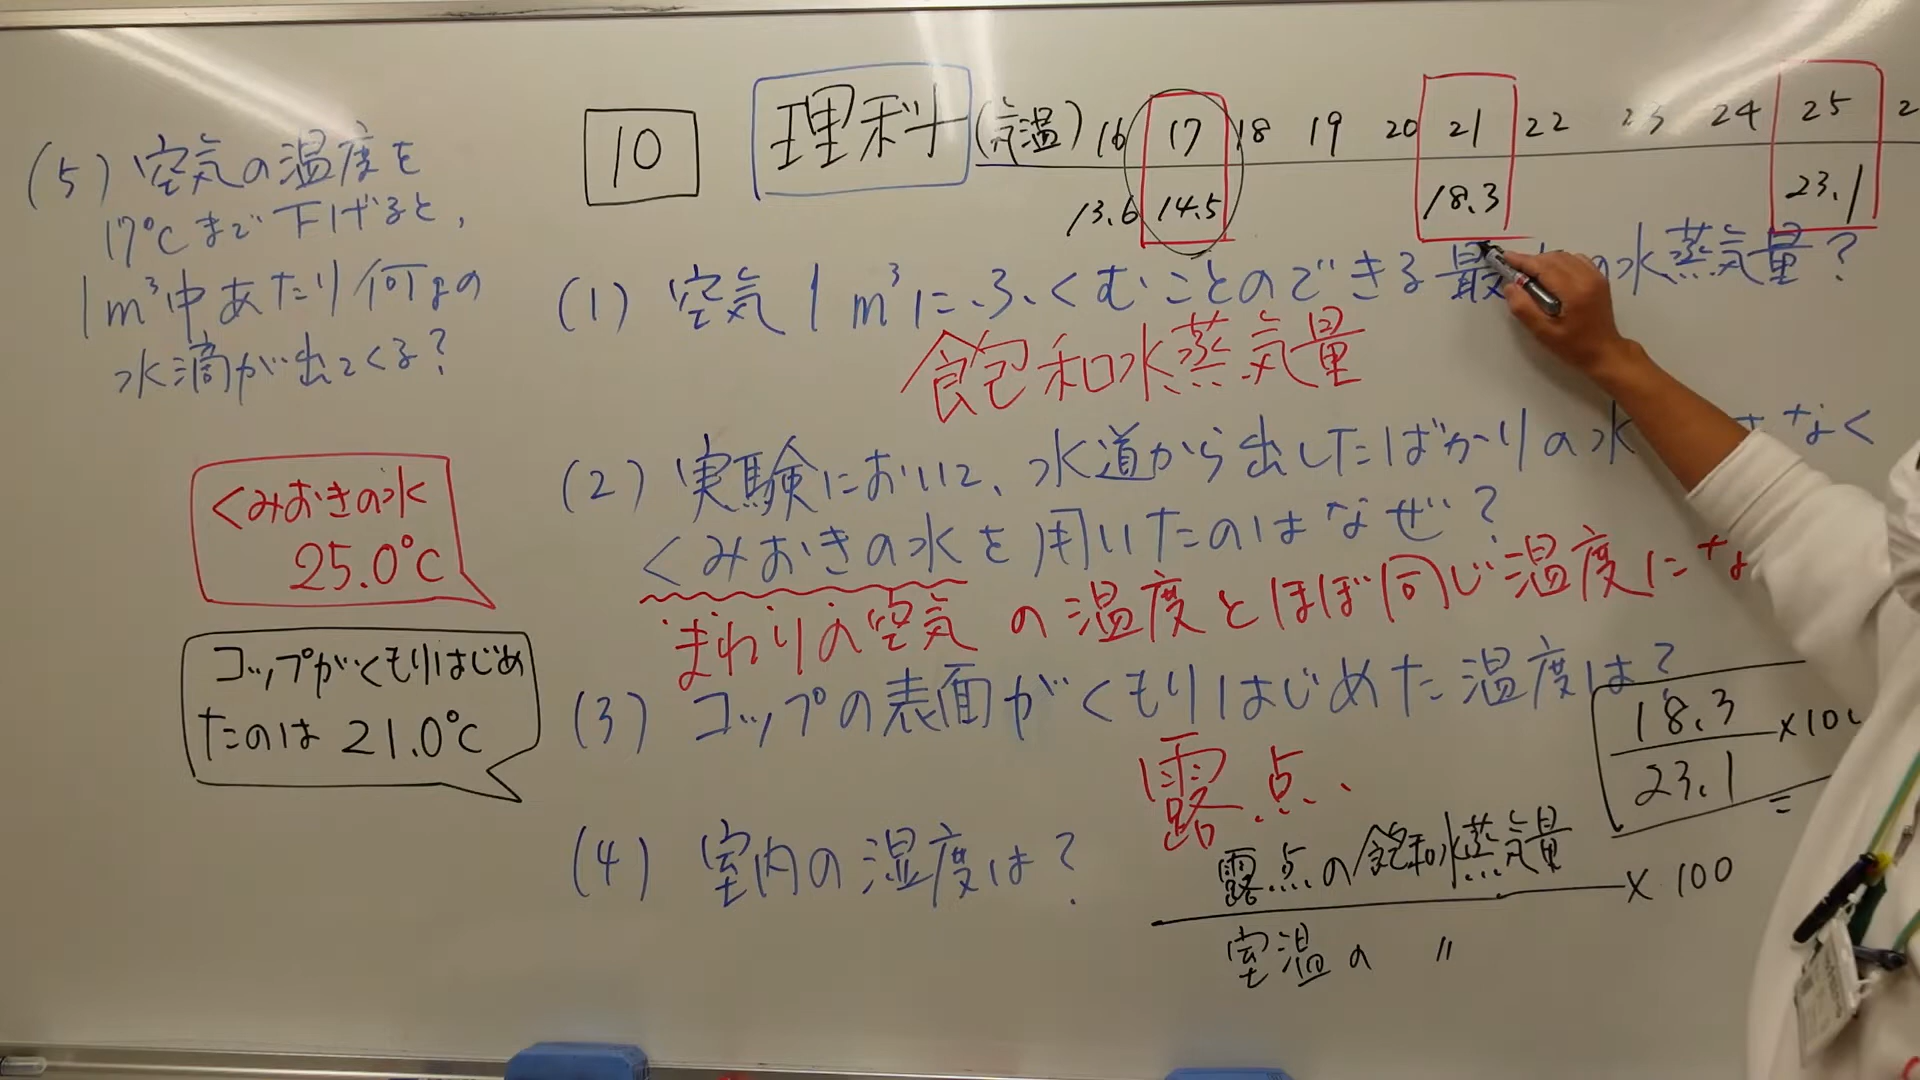 (5) 空気の温度を
17℃まで下げると、
1m³中あたり何gの
水滴が出てくる?
くみおきの水
25.0℃
コップがくもりはじめ
たのは 21.0℃
10
理科
(気温) 16 17 18 19 20 21 22 23 24 25 2
13.6 14.5 18.3 23.1
(1) 空気 1m³にふくむことのできる最の水蒸気量?
飽和水蒸気量
(2) 実験において、水道から出したばかりの水 なく
くみおきの水を用いたのはなぜ?
まわりの空気の温度とほぼ同じ温度にな
(3) コップの表面がくもりはじめた温度は?
露点
18.3
×10
23.1
=
(4) 室内の湿度は?
露点の飽和水蒸気量
× 100
室温の 〃